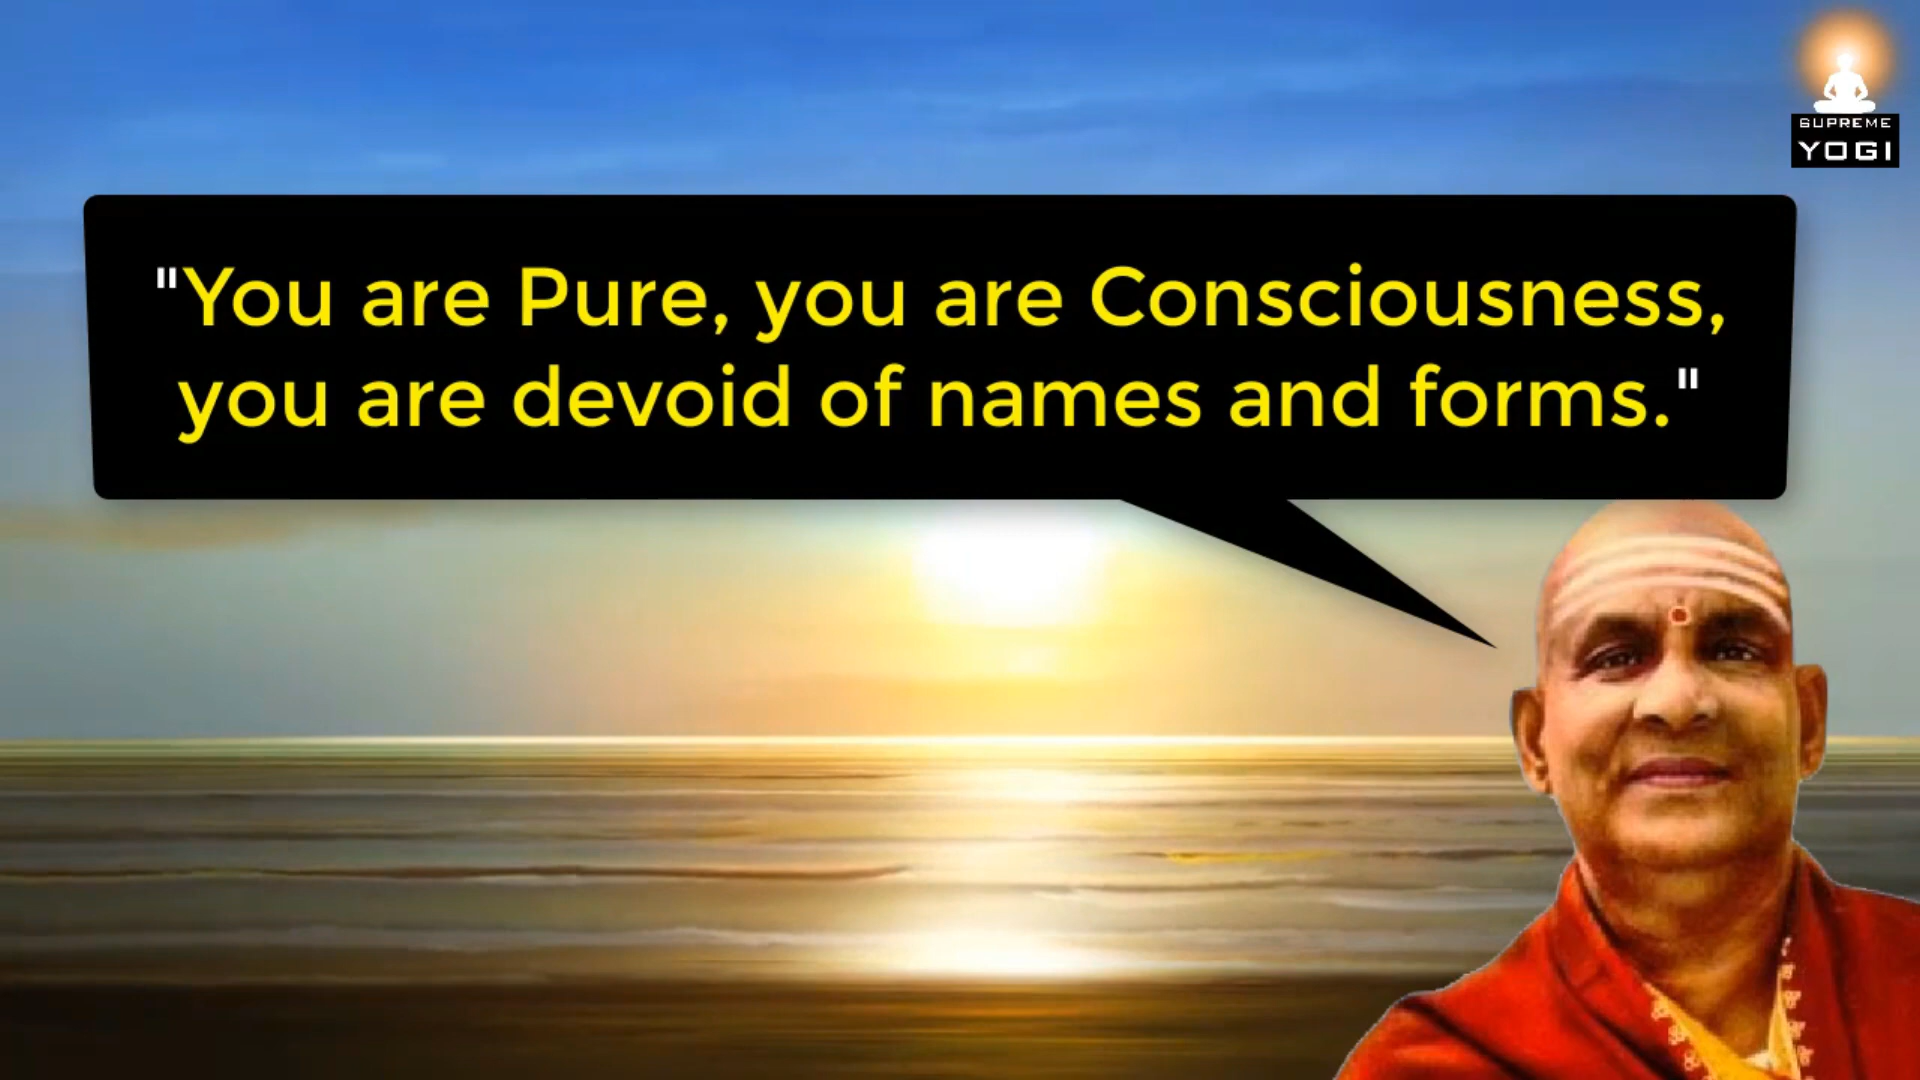 SUPREME
YOGI
"You are Pure, you are Consciousness,
you are devoid of names and forms."